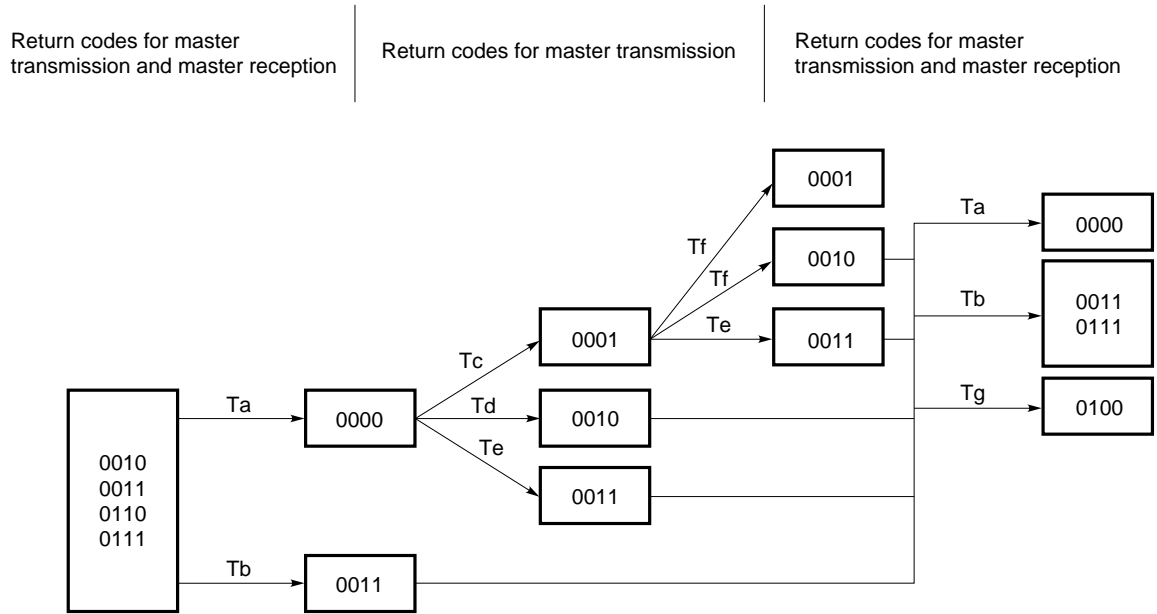 Return codes for master
transmission and master reception
Return codes for master transmission
Return codes for master
transmission and master reception
0010
0011
0110
0111
Ta
Tb
0000
0011
Tc
Td
Te
0001
0010
0011
Tf
Tf
Te
0001
0010
0011
Ta
Tb
Tg
0000
0011
0111
0100